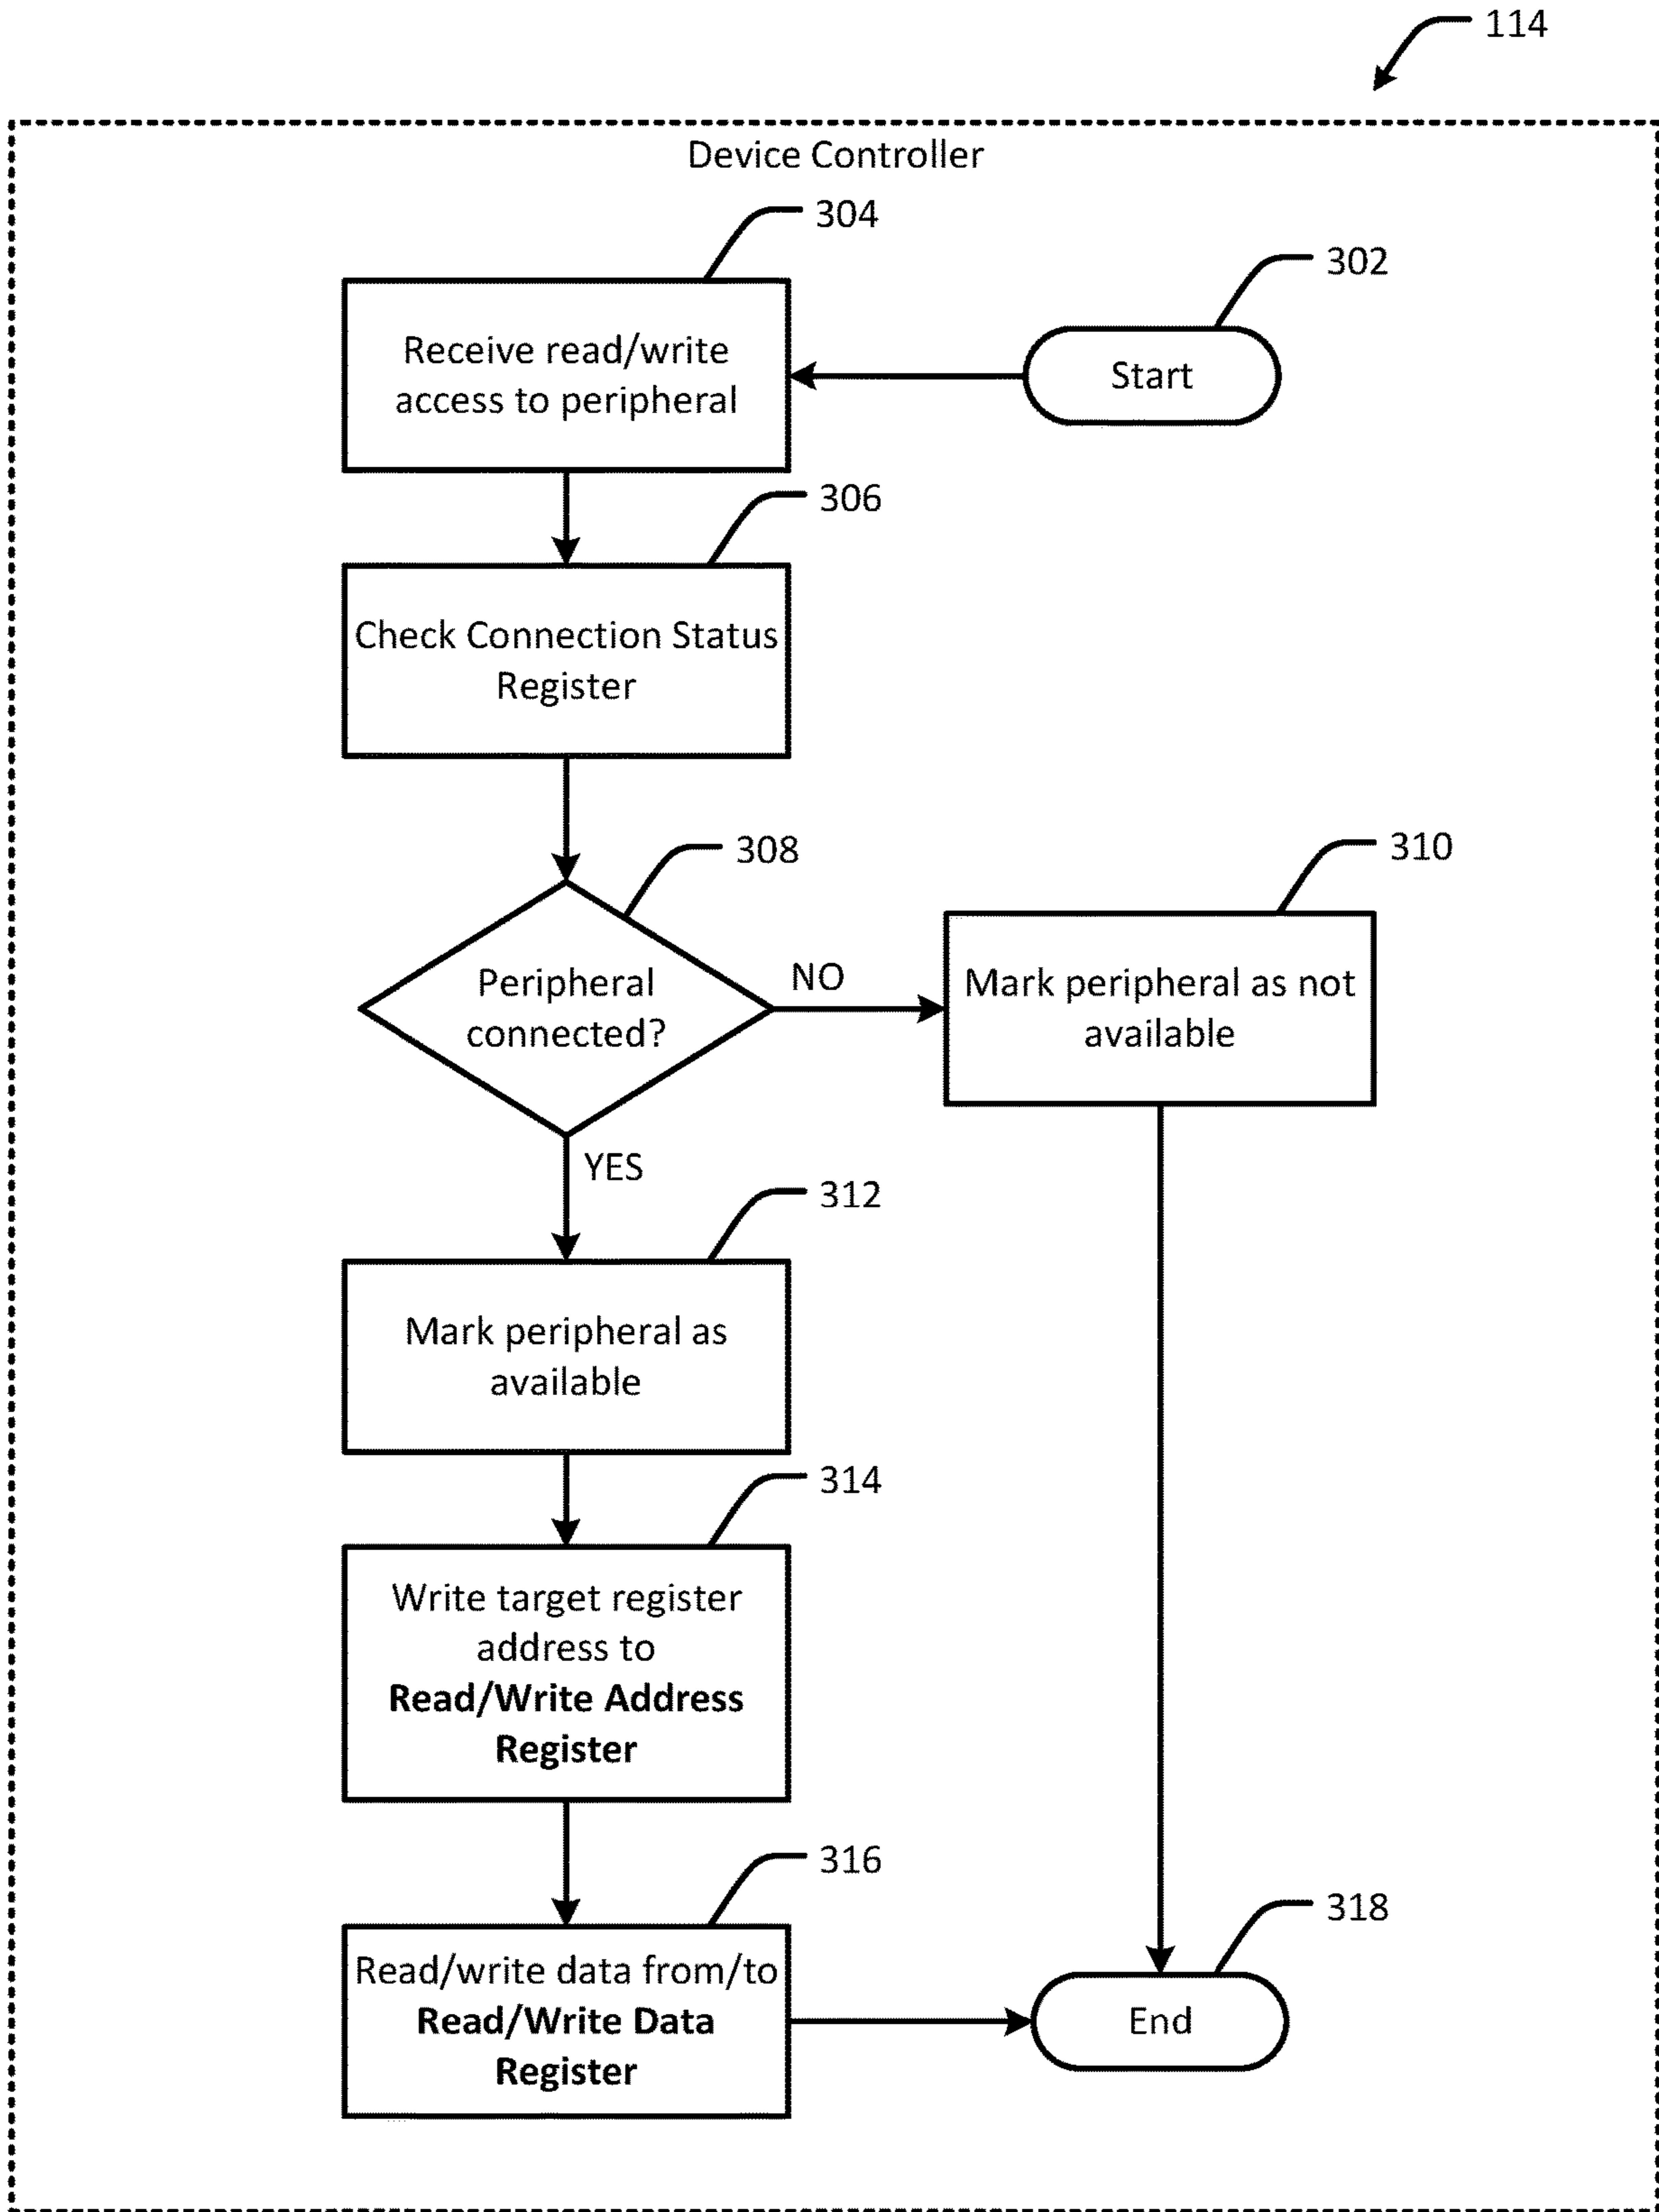 114
Device Controller
304
302
Receive read/write
access to peripheral
Start
306
Check Connection Status
Register
308
310
Peripheral
connected?
NO
Mark peripheral as not
available
YES
312
Mark peripheral as
available
314
Write target register
address to
Read/Write Address
Register
316
318
Read/write data from/to
Read/Write Data
Register
End